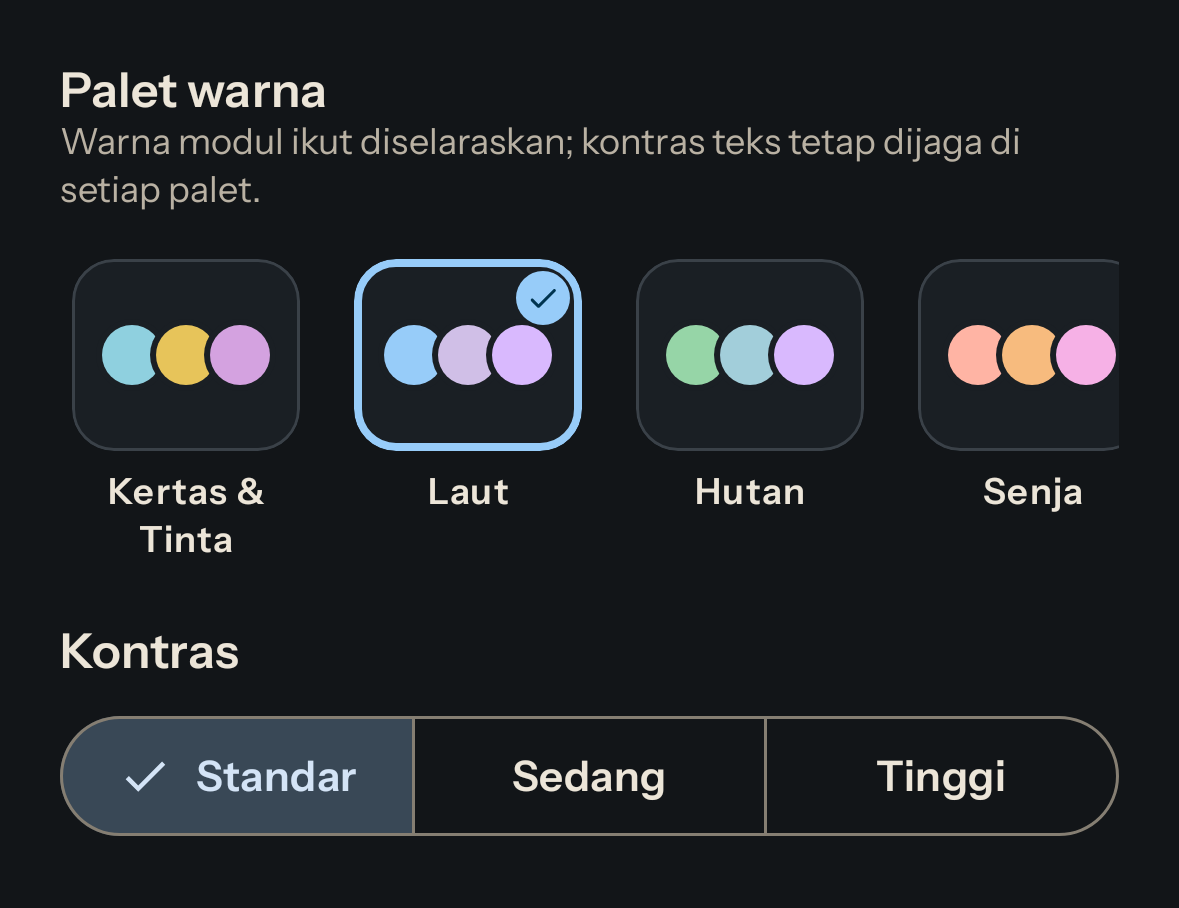 Palet warna
Warna modul ikut diselaraskan; kontras teks tetap dijaga di
setiap palet.
Kertas &
Tinta
Laut
Hutan
Senja
Kontras
Standar
Sedang
Tinggi